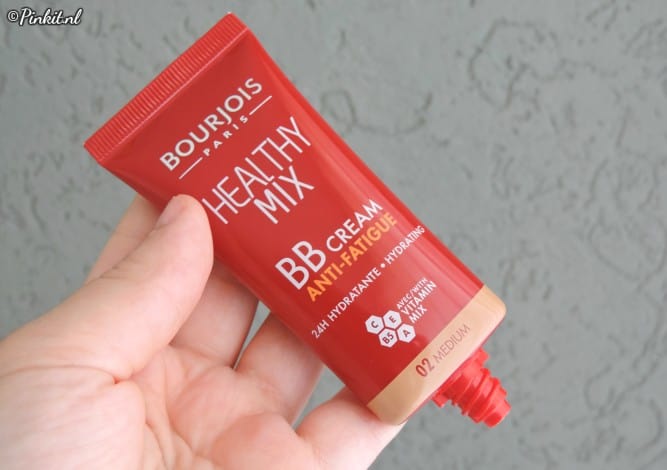 ©Pinkit.nl
BOURJOIS
PARIS
HEALTHY
MIX
BB CREAM
ANTI-FATIGUE
24H HYDRATANTE • HYDRATING
C E
B5 A
AVEC/WITH
VITAMIN
MIX
02 MEDIUM